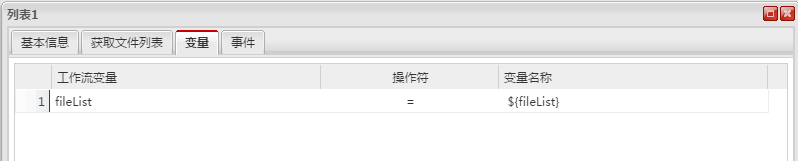 列表1
基本信息 获取文件列表 变量 事件
工作流变量 操作符 变量名称
1 fileList = ${fileList}